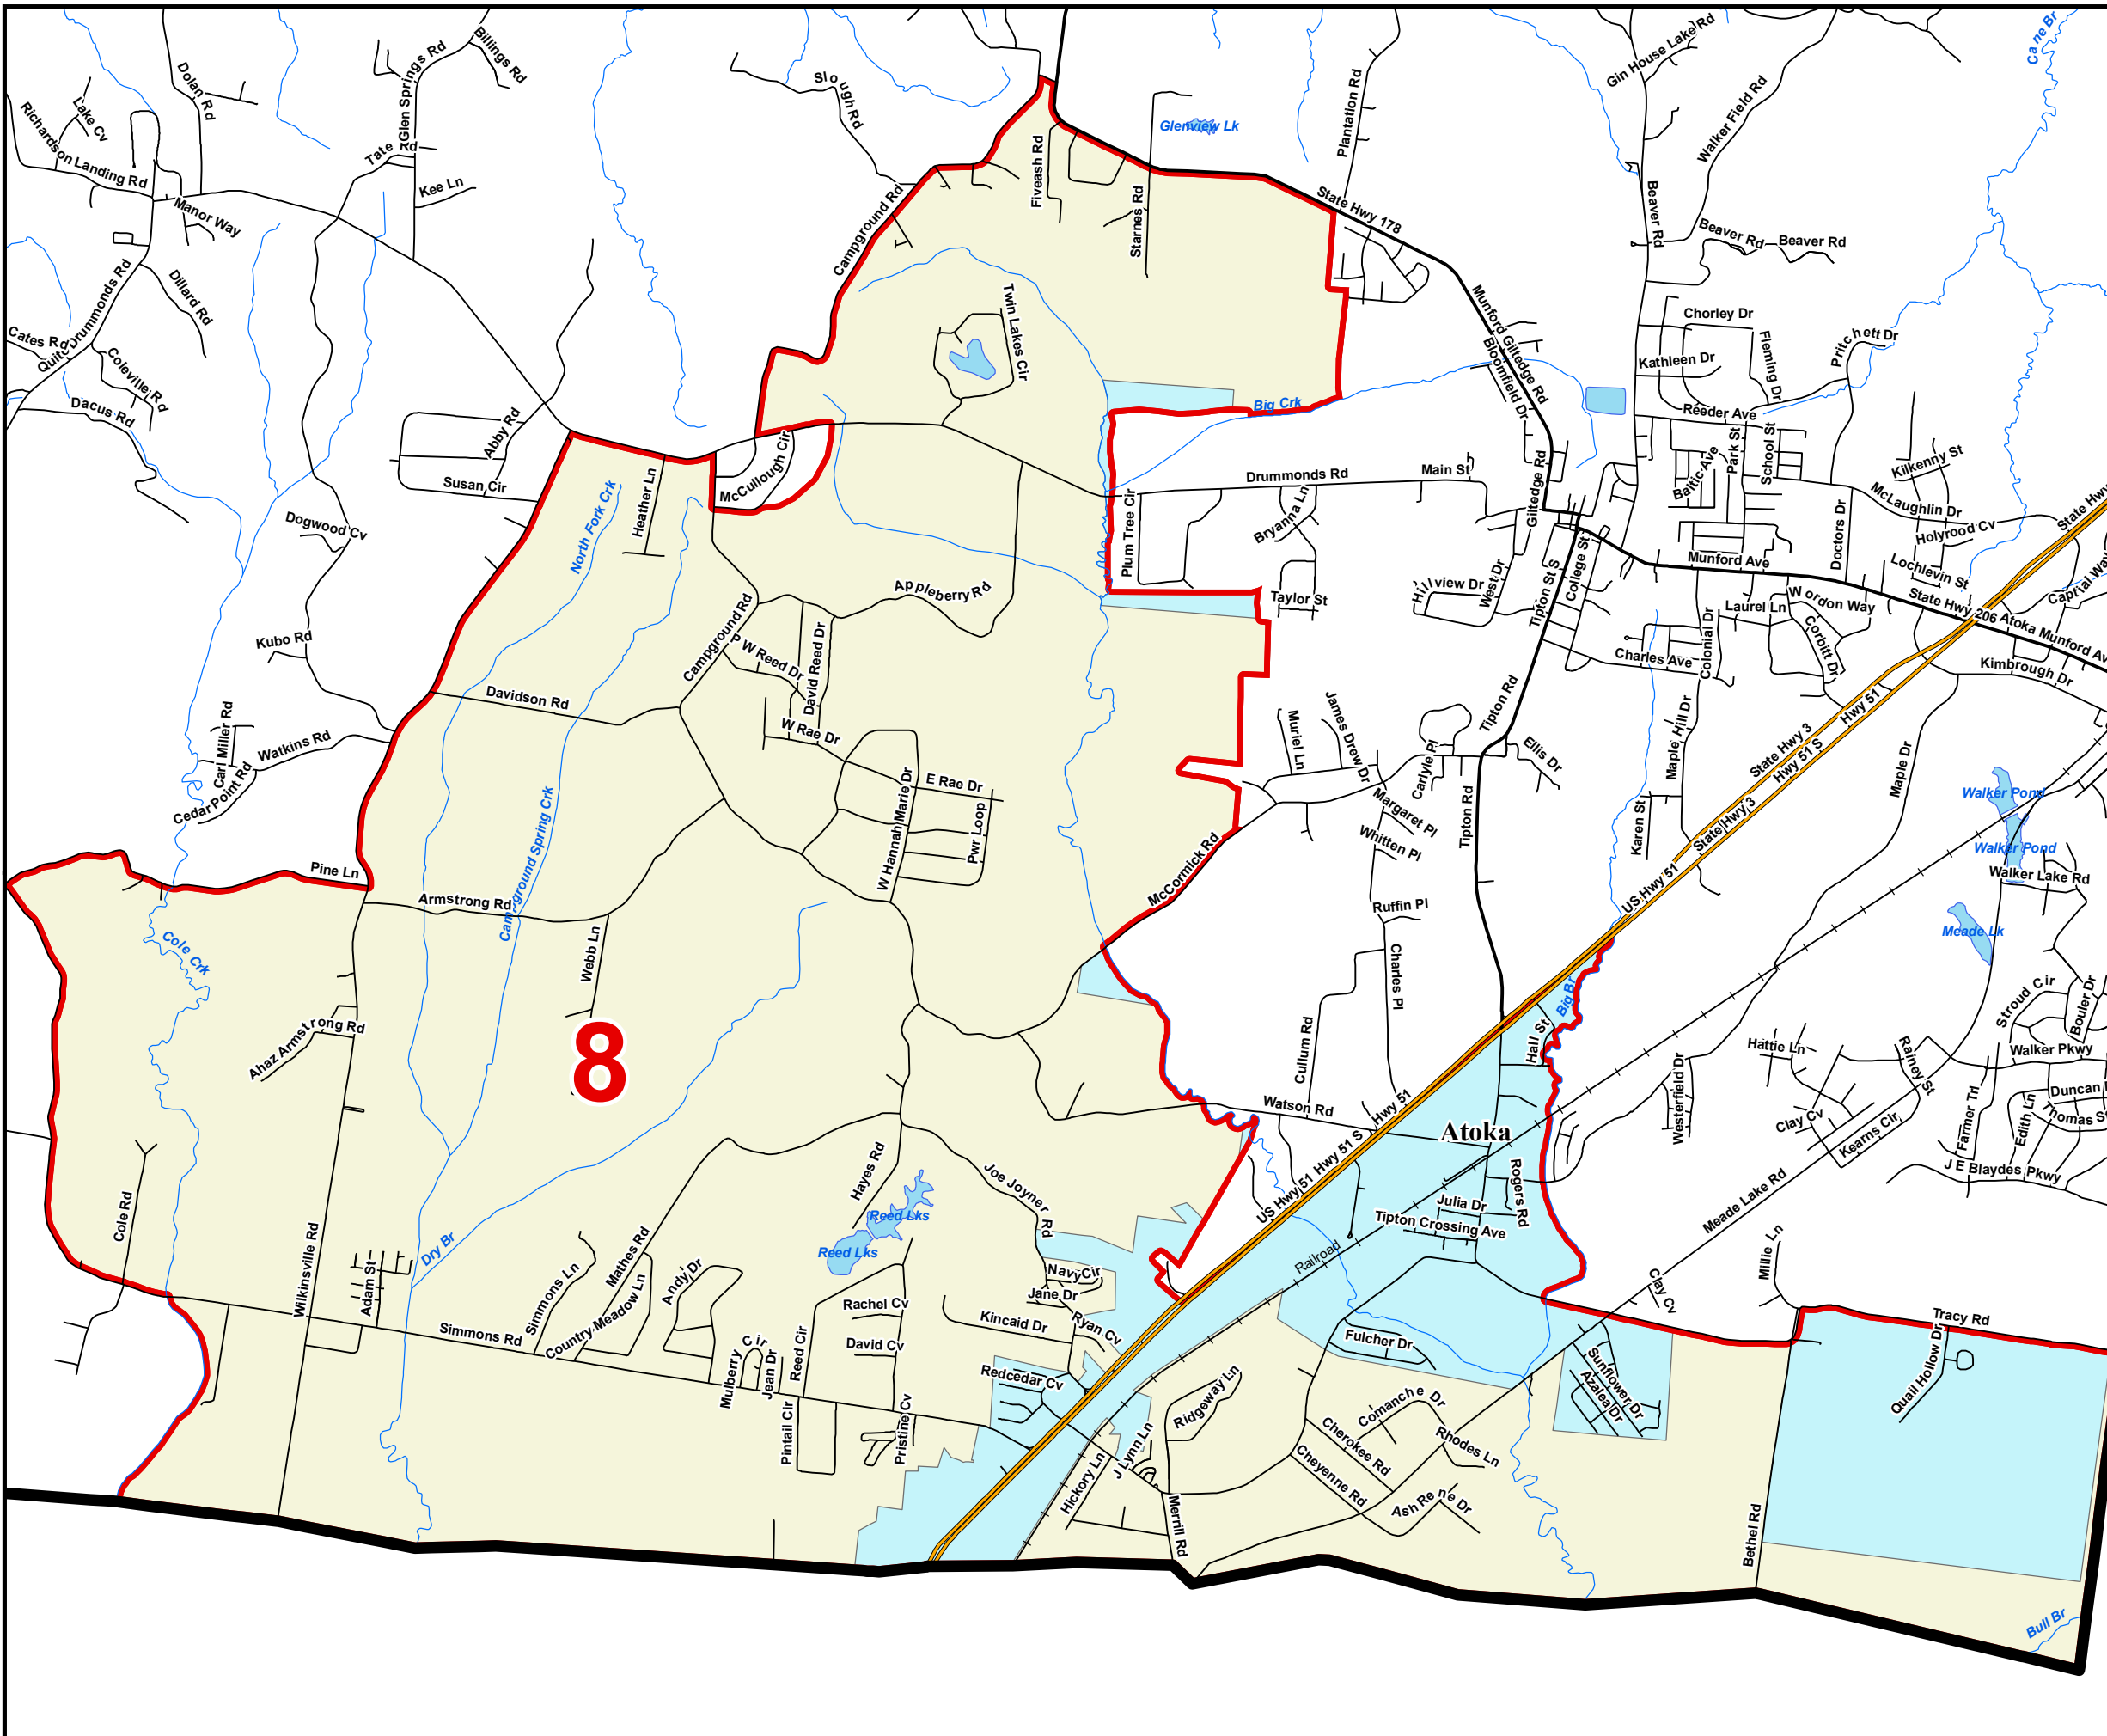 Cane Br
Gin House Lake Rd
Billings Rd
Glen Springs Rd
Dolan Rd
Lake Cv
Richardson Landing Rd
Slough Rd
Plantation Rd
Walker Field Rd
Glenview Lk
Tate Rd
Kee Ln
Manor Way
Fiveash Rd
Starnes Rd
Campground Rd
State Hwy 178
Beaver Rd
Beaver Rd
Beaver Rd
Quito Drummonds Rd
Dillard Rd
Cates Rd
Coleville Rd
Dacus Rd
Twin Lakes Cir
Munford Giltedge Rd
Bloomfield Dr
Chorley Dr
Kathleen Dr
Fleming Dr
Pritchett Dr
Reeder Ave
Big Crk
Abby Rd
Susan Cir
Heather Ln
McCullough Cir
North Fork Crk
Drummonds Rd
Main St
Bryanna Ln
Plum Tree Cir
Giltedge Rd
Baltic Ave
Park St
School St
Kilkenny St
McLaughlin Dr
Holyrood Cv
Doctors Dr
State Hwy
Dogwood Cv
Appleberry Rd
Taylor St
Hillview Dr
West Dr
Tipton St S
College St
Munford Ave
Lochlevin St
Laurel Ln
Wordon Way
State Hwy 206
Atoka Munford Av
Capital Way
Kubo Rd
Campground Rd
P W Reed Dr
David Reed Dr
Charles Ave
Colonial Dr
Corbitt Dr
Kimbrough Dr
Davidson Rd
W Rae Dr
Carl Miller Rd
Watkins Rd
Cedar Point Rd
Muriel Ln
James Drew Dr
Carlyle Pl
Tipton Rd
Ellis Dr
Maple Hill Dr
State Hwy 3
Hwy 51
Hwy 51 S
Maple Dr
E Rae Dr
W Hannah Marie Dr
Pwr Loop
Margaret Pl
Whitten Pl
Tipton Rd
Karen St
State Hwy 3
US Hwy 51
Walker Pond
Walker Pond
Walker Lake Rd
Pine Ln
Armstrong Rd
Campground Spring Crk
McCormick Rd
Ruffin Pl
Meade Lk
Cole Crk
Webb Ln
Charles Pl
Big Br
Stroud Cir
Bouler Dr
Ahaz Armstrong Rd
8
Cullum Rd
Hall St
Hattie Ln
Rainey St
Walker Pkwy
Westerfield Dr
Duncan
Thomas St
Watson Rd
Hwy 51
Atoka
Clay Cv
Kearns Cir
Farmer Trl
Edith Ln
J E Blaydes Pkwy
Hayes Rd
Joe Joyner Rd
US Hwy 51
Hwy 51 S
Rogers Rd
Julia Dr
Tipton Crossing Ave
Meade Lake Rd
Cole Rd
Wilkinsville Rd
Dry Br
Reed Lks
Reed Lks
Railroad
Millie Ln
Adam St
Simmons Ln
Mathes Rd
Country Meadow Ln
Andy Dr
Navy Cir
Jane Dr
Clay Cv
Rachel Cv
Kincaid Dr
Ryan Cv
Tracy Rd
Simmons Rd
Mulberry Cir
Jean Dr
Reed Cir
David Cv
Fulcher Dr
Redcedar Cv
Sunflower Dr
Azalea Dr
Quail Hollow Dr
Ridgeway Ln
Comanche Dr
Cherokee Rd
Rhodes Ln
Pintail Cir
Pristine Cv
Hickory Ln
J Lynn Ln
Cheyenne Rd
Ash Rene Dr
Merrill Rd
Bethel Rd
Bull Br